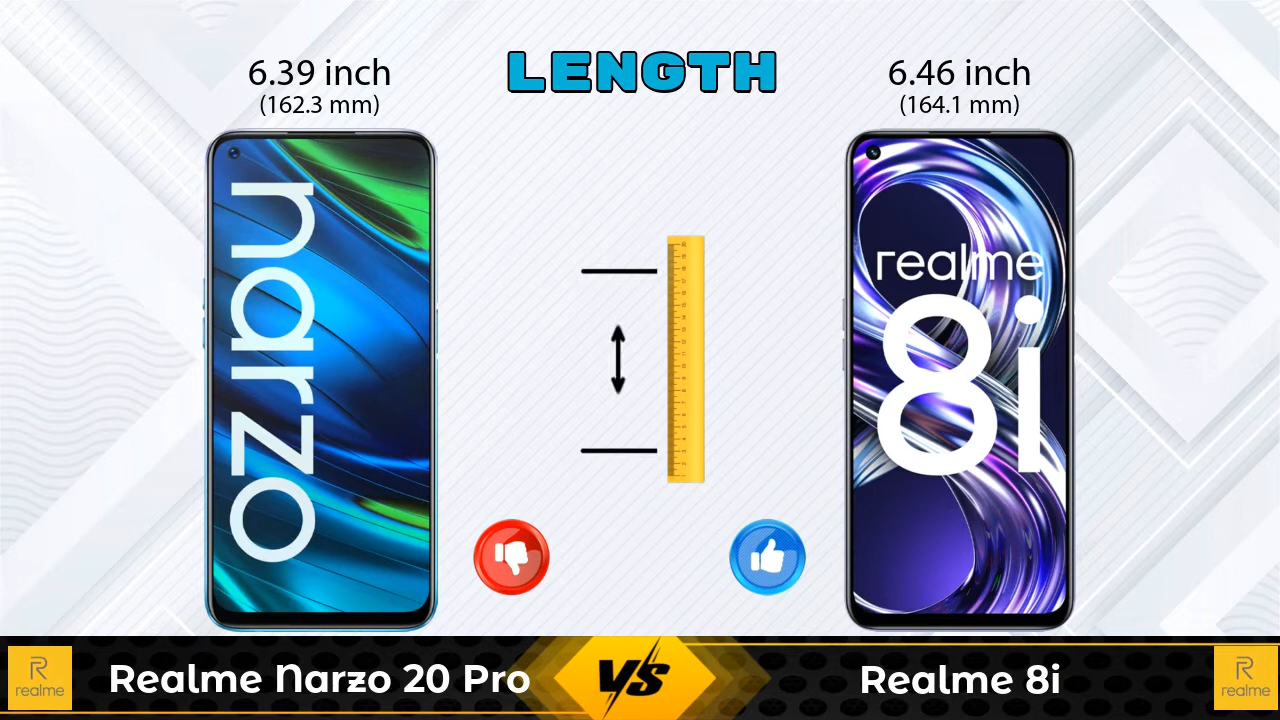 LENGTH
6.39 inch
(162.3 mm)
6.46 inch
(164.1 mm)
narzo
realme
8i
R
realme
Realme Narzo 20 Pro
VS
Realme 8i
R
realme